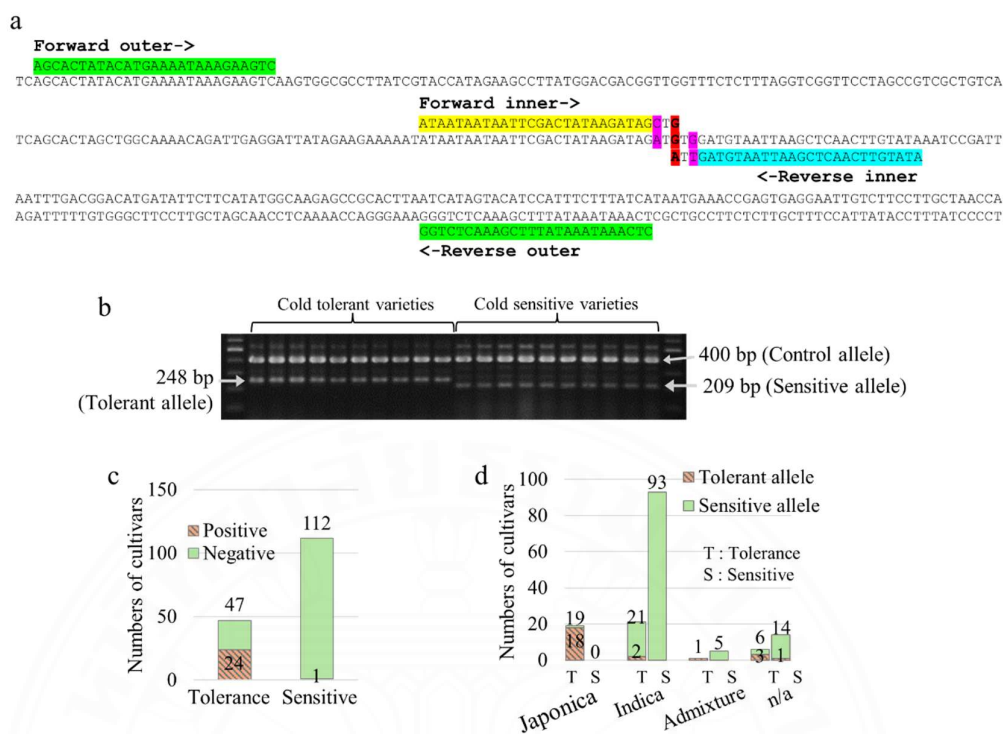 a
Forward outer->
AGCACTATACATGAAAATAAAGAAGTC
TCAGCACTATACATGAAAATAAAGAAGTCAAGTGGCGCCTTATCGTACCATAGAAGCCTTATGGACGACGGTTGGTTTCTCTTTAGGTCGGTTCCTAGCCGTCGCTGTCA
Forward inner->
ATAATAATAATTCGACTATAAGATAGCTG
TCAGCACTAGCTGGCAAAACAGATTGAGGATTATAGAAGAAAAATATAATAATAATTCGACTATAAGATAGATGTGGATGTAATTAAGCTCAACTTGTATAAATCCGATT
ATTGATGTAATTAAGCTCAACTTGTATA
<-Reverse inner
AATTTGACGGACATGATATTCTTCATATGGCAAGAGCCGCACTTAATCATAGTACATCCATTTCTTTATCATAATGAAACCGAGTGAGGAATTGTCTTCCTTGCTAACCA
AGATTTTTGTGGGCTTCCTTGCTAGCAACCTCAAAACCAGGGAAAGGGTCTCAAAGCTTTATAAATAAACTCGCTGCCTTCTCTTGCTTTCCATTATACCTTTATCCCCT
GGTCTCAAAGCTTTATAAATAAACTC
<-Reverse outer
b
Cold tolerant varieties Cold sensitive varieties
400 bp (Control allele)
248 bp
(Tolerant allele)
209 bp (Sensitive allele)
c
Numbers of cultivars
150
100
50
0
Positive
Negative
47
24
112
1
Tolerance Sensitive
d
Numbers of cultivars
100
80
60
40
20
0
Tolerant allele
Sensitive allele
T : Tolerance
S : Sensitive
19
18
0
21
2
93
1
5
6
3
14
1
T S T S T S T S
Japonica Indica Admixture n/a